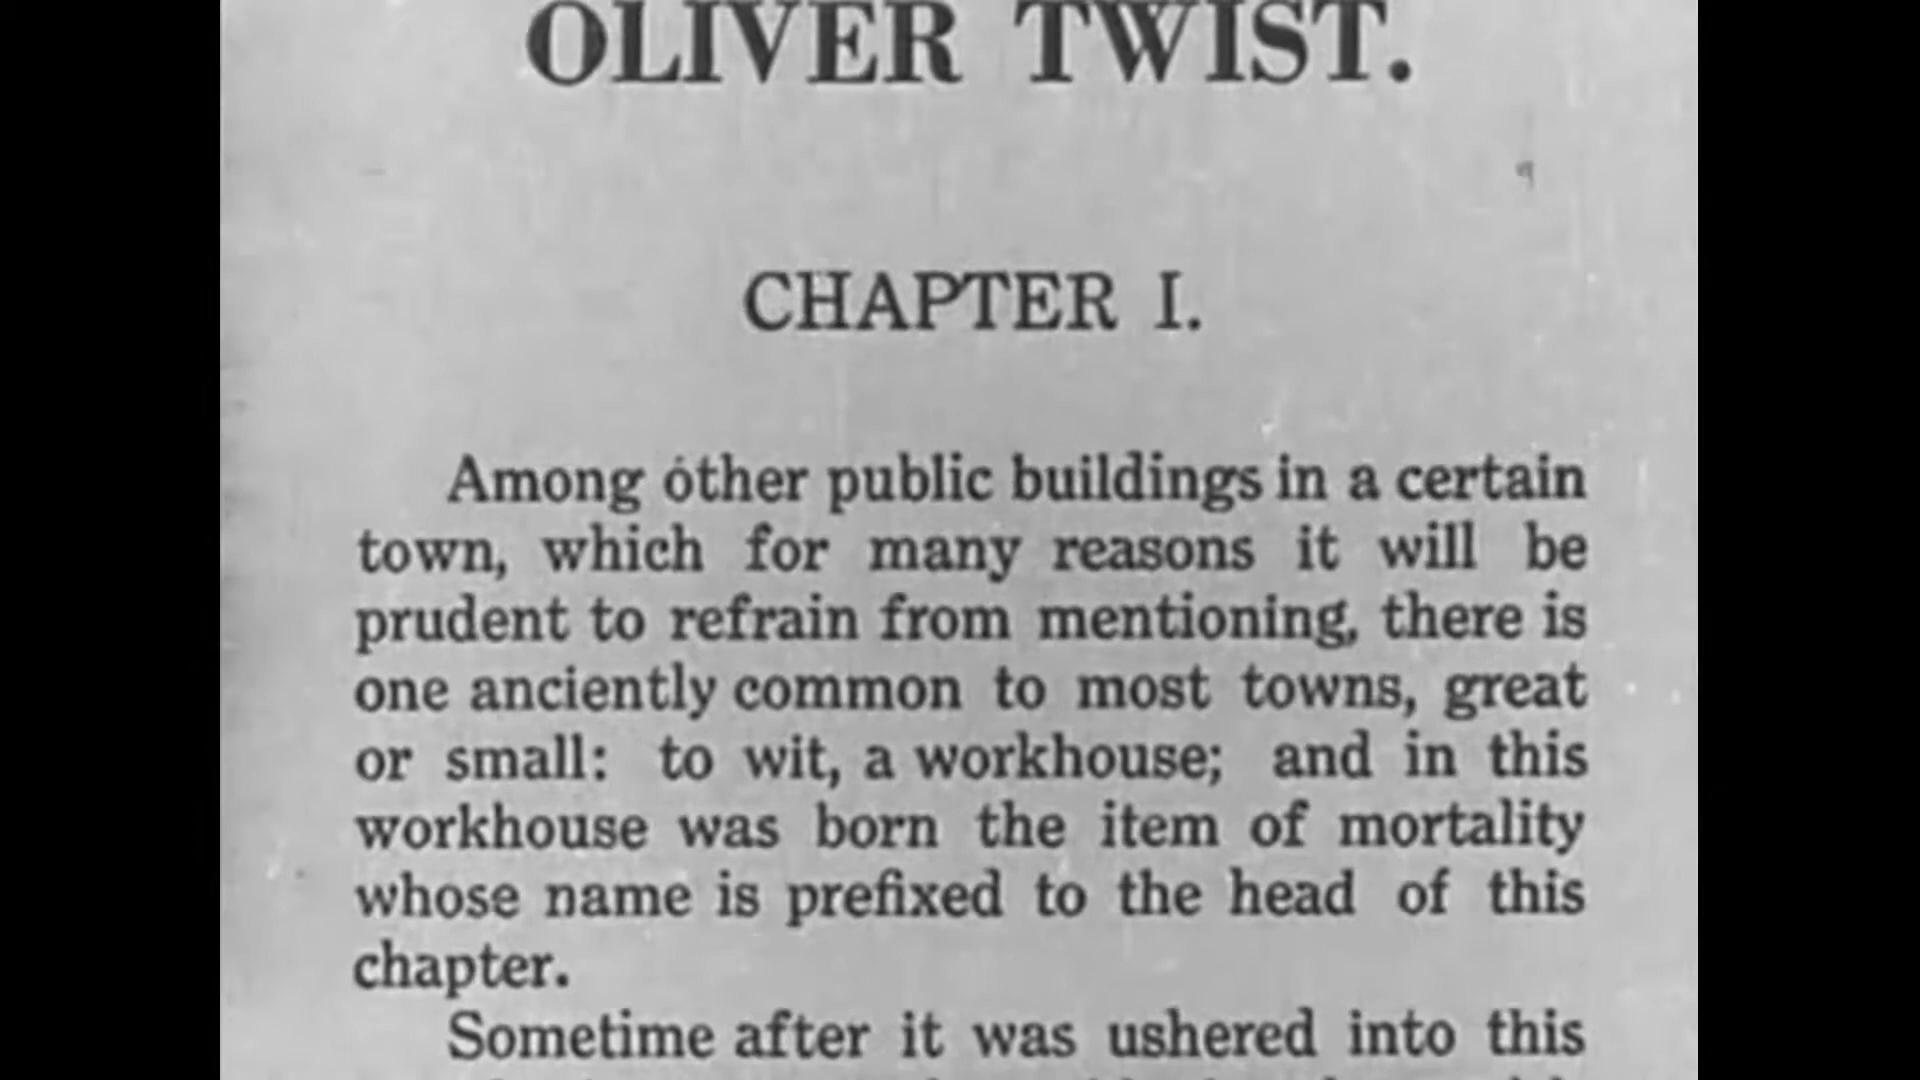 OLIVER TWIST.
CHAPTER I.
Among other public buildings in a certain
town, which for many reasons it will be
prudent to refrain from mentioning, there is
one anciently common to most towns, great
or small: to wit, a workhouse; and in this
workhouse was born the item of mortality
whose name is prefixed to the head of this
chapter.
Sometime after it was ushered into this